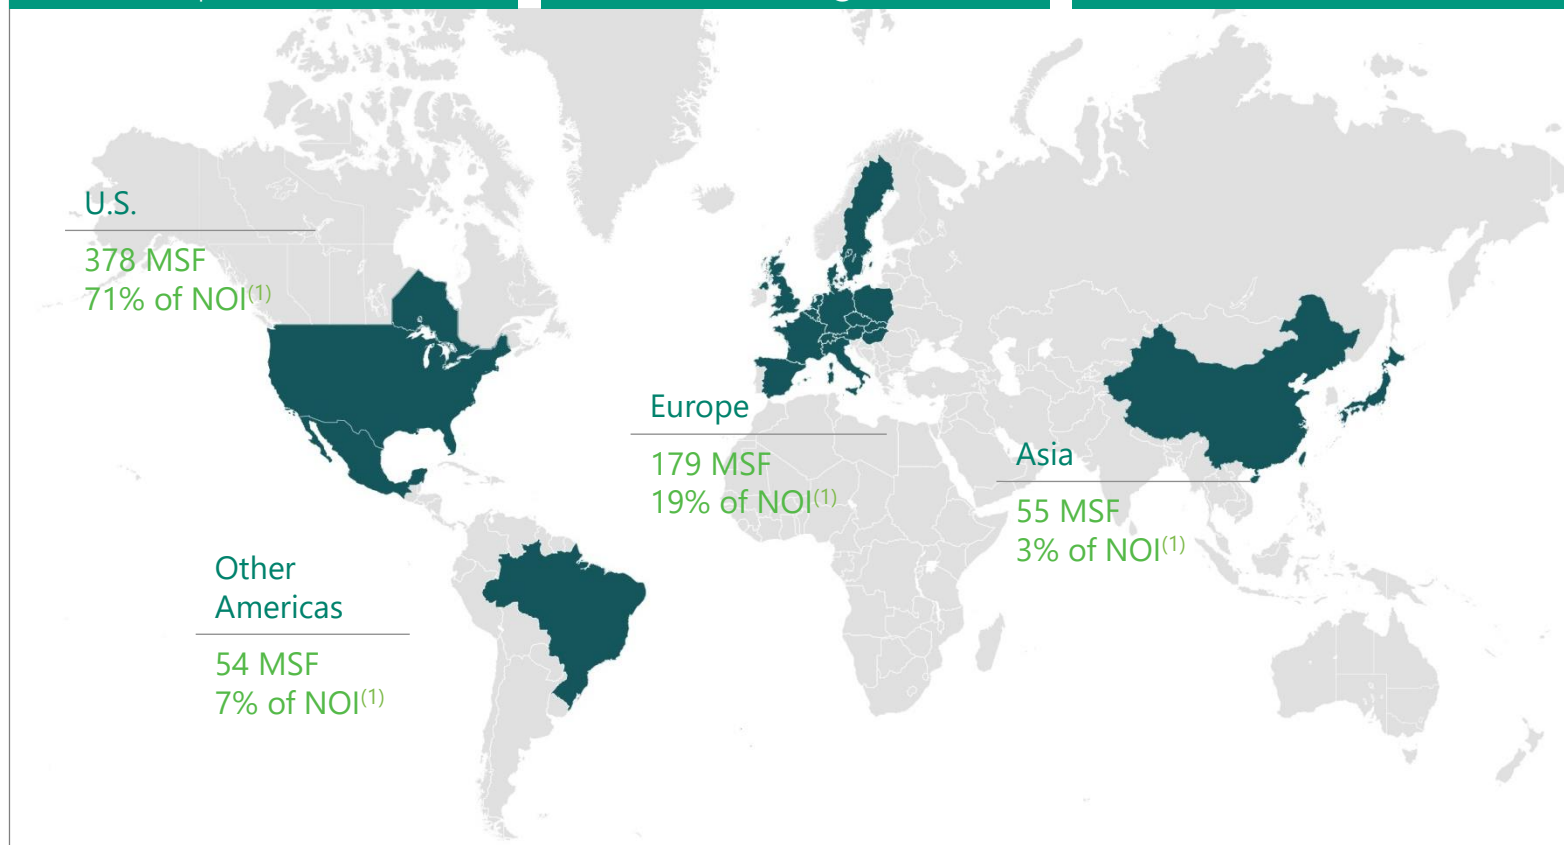 U.S.
378 MSF
71% of NOI(1)
Europe
179 MSF
19% of NOI(1)
Asia
55 MSF
3% of NOI(1)
Other
Americas
54 MSF
7% of NOI(1)